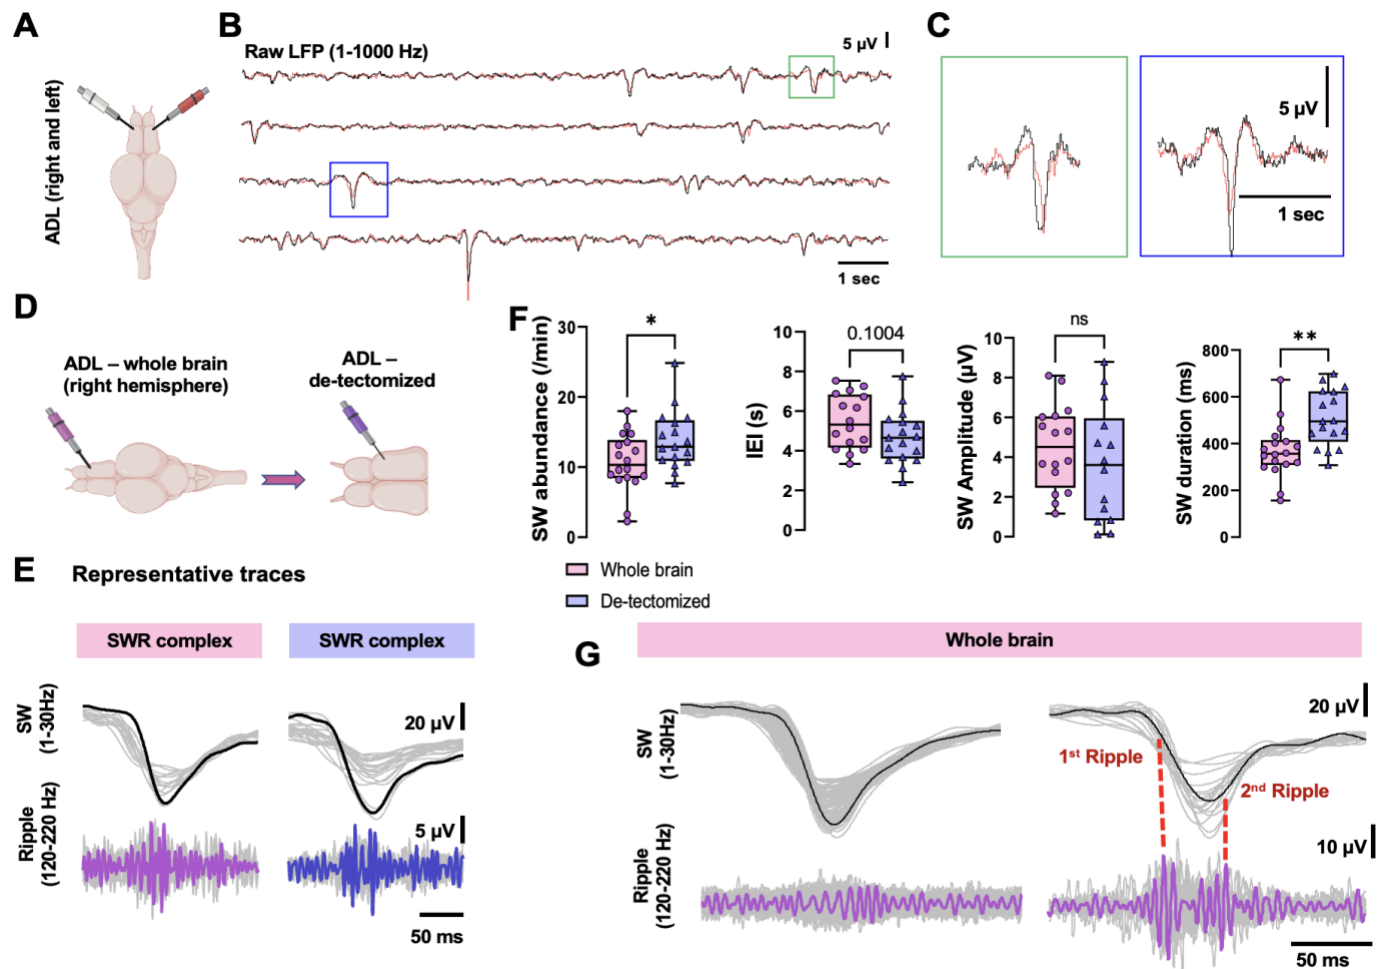 A
B
C
Raw LFP (1-1000 Hz)
5 µV
ADL (right and left)
1 sec
5 µV
1 sec
D
ADL – whole brain
(right hemisphere)
ADL –
de-tectomized
F
SW abundance (/min)
30
20
10
0
*
IEI (s)
10
8
6
4
2
0
0.1004
SW Amplitude (µV)
10
8
6
4
2
0
ns
SW duration (ms)
800
600
400
200
0
**
Whole brain
De-tectomized
E
Representative traces
SWR complex
SWR complex
SW
(1-30Hz)
20 µV
Ripple
(120-220 Hz)
5 µV
50 ms
G
Whole brain
SW
(1-30Hz)
20 µV
1st Ripple
2nd Ripple
Ripple
(120-220 Hz)
10 µV
50 ms